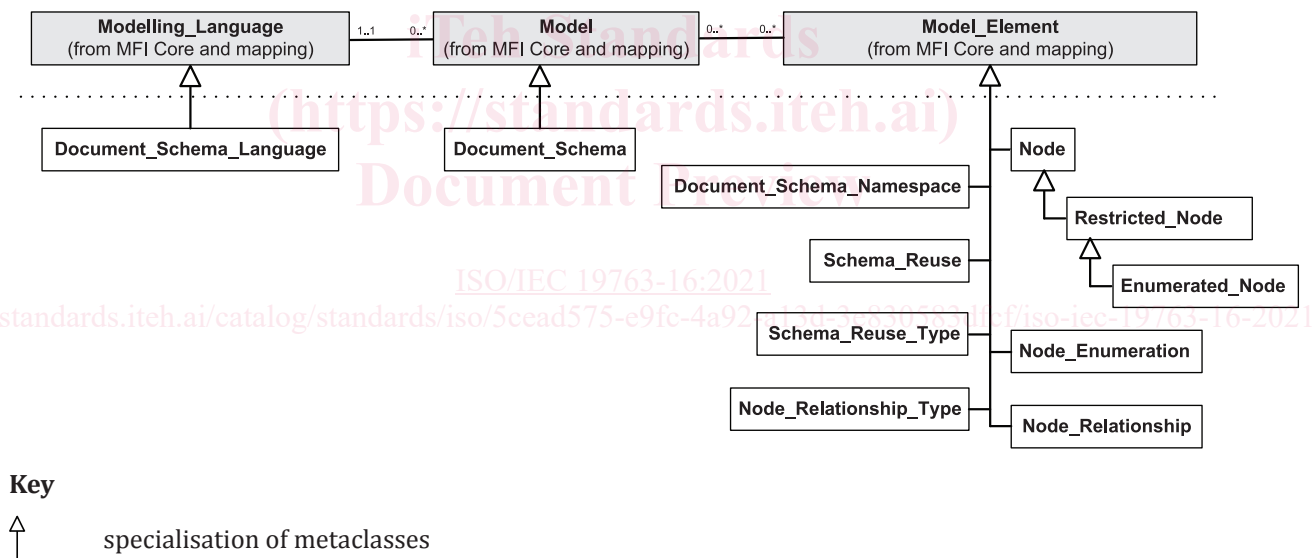 Modelling_Language
(from MFI Core and mapping)
1..1
0..*
Model
(from MFI Core and mapping)
0..*
0..*
Model_Element
(from MFI Core and mapping)
iTeh Standards
(https://standards.iteh.ai)
Document Preview
Document_Schema_Language
Document_Schema
Node
Document_Schema_Namespace
Restricted_Node
Schema_Reuse
Enumerated_Node
ISO/IEC 19763-16:2021
standards.iteh.ai/catalog/standards/iso/5cead575-e9fc-4a92-a13d-3e830583dfcf/iso-iec-19763-16-2021
Schema_Reuse_Type
Node_Enumeration
Node_Relationship_Type
Node_Relationship
Key
specialisation of metaclasses